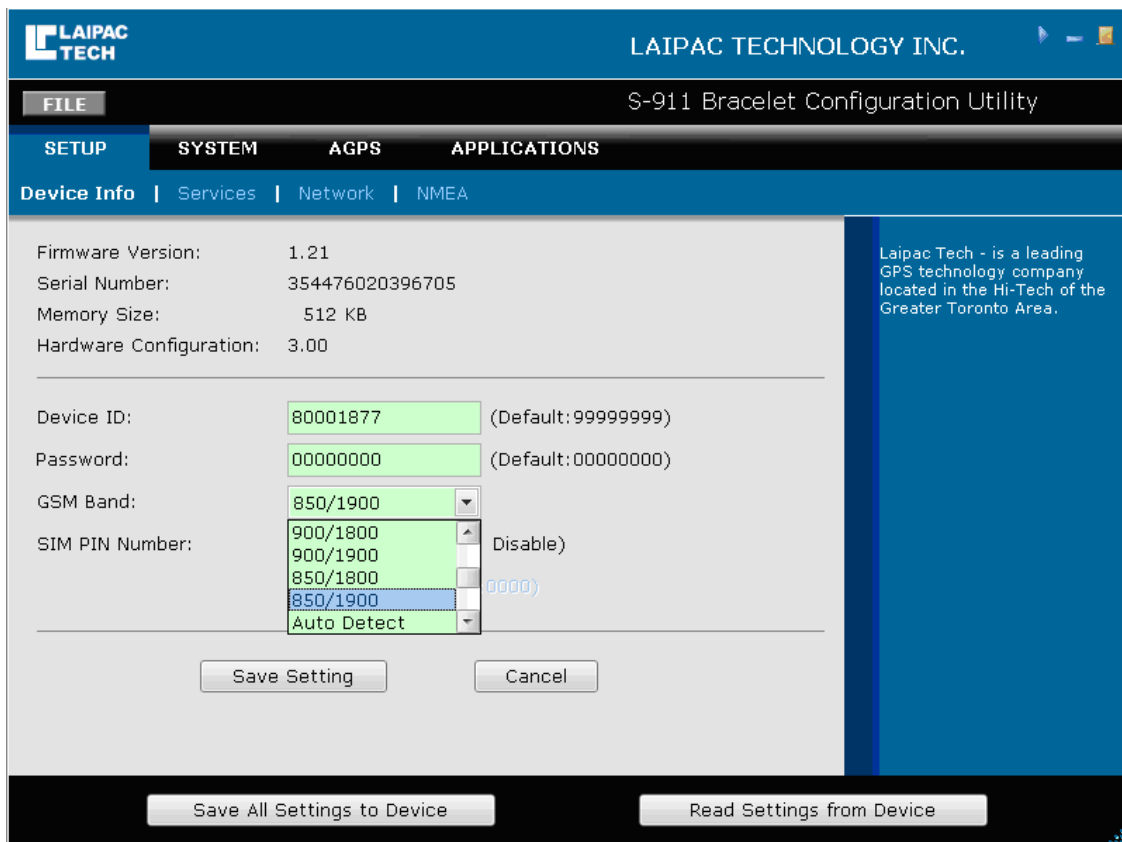 LAIPAC
TECH
LAIPAC TECHNOLOGY INC.
FILE
S-911 Bracelet Configuration Utility
SETUP SYSTEM AGPS APPLICATIONS
Device Info | Services | Network | NMEA
Firmware Version: 1.21
Serial Number: 354476020396705
Memory Size: 512 KB
Hardware Configuration: 3.00
Laipac Tech - is a leading
GPS technology company
located in the Hi-Tech of the
Greater Toronto Area.
Device ID: 80001877 (Default:99999999)
Password: 00000000 (Default:00000000)
GSM Band: 850/1900
900/1800
900/1900
850/1800
850/1900
Auto Detect
SIM PIN Number: Disable)
0000)
Save Setting Cancel
Save All Settings to Device Read Settings from Device